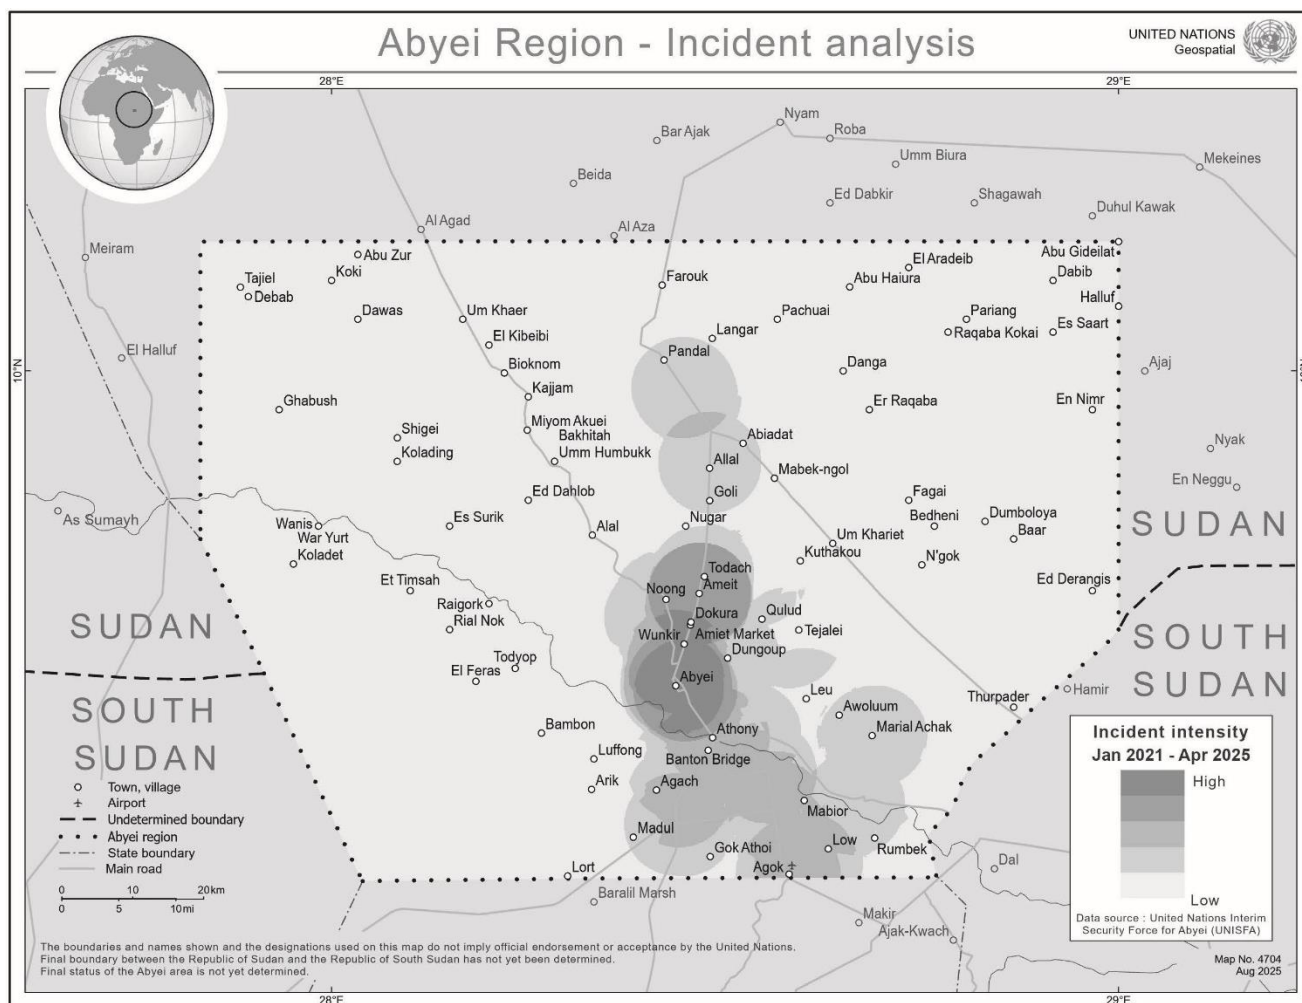 Abyei Region - Incident analysis
UNITED NATIONS
Geospatial
28°E
29°E
Nyam
Roba
Bar Ajak
Umm Biura
Mekeines
Beida
Ed Dabkir
Shagawah
Duhul Kawak
Al Agad
Al Aza
Meiram
Abu Zur
Abu Gideilat
El Aradeib
Tajiel
Koki
Farouk
Abu Haiura
Dabib
Debab
Halluf
Dawas
Um Khaer
Pachuai
Pariang
Langar
Raqaba Kokai
Es Saart
El Kibeibi
El Halluf
Pandal
10°N
Bioknom
Danga
Ajaj
Kajjam
Ghabush
Er Raqaba
En Nimr
Miyom Akuei
Bakhitah
Shigei
Abiadat
Nyak
Kolading
Umm Humbukk
Allal
Mabek-ngol
En Neggu
Ed Dahlob
Goli
Fagai
As Sumayh
Wanis
War Yurt
Es Surik
Nugar
Bedheni
Dumboloya
Baar
SUDAN
Alal
Um Khariet
Koladet
Kuthakou
N'gok
Et Timsah
Todach
Ameit
Ed Derangis
Noong
Raigork
Dokura
Qulud
SUDAN
Rial Nok
Wunkir
Amiet Market
Tejalei
SOUTH
SUDAN
Todyop
Dungoup
El Feras
Abyei
Leu
Hamir
Thurpader
SOUTH
SUDAN
Awoluum
Bambon
Athony
Marial Achak
Luffong
Banton Bridge
Arik
Agach
Mabior
Madul
Low
Rumbek
Gok Athoi
Lort
Agok
Dal
Baralil Marsh
Makir
Ajak-Kwach
Town, village
Airport
Undetermined boundary
Abyei region
State boundary
Main road
0 10 20 km
0 5 10 mi
Incident intensity
Jan 2021 - Apr 2025
High
Low
Data source : United Nations Interim
Security Force for Abyei (UNISFA)
The boundaries and names shown and the designations used on this map do not imply official endorsement or acceptance by the United Nations.
Final boundary between the Republic of Sudan and the Republic of South Sudan has not yet been determined.
Final status of the Abyei area is not yet determined.
Map No. 4704
Aug 2025
28°E
29°E